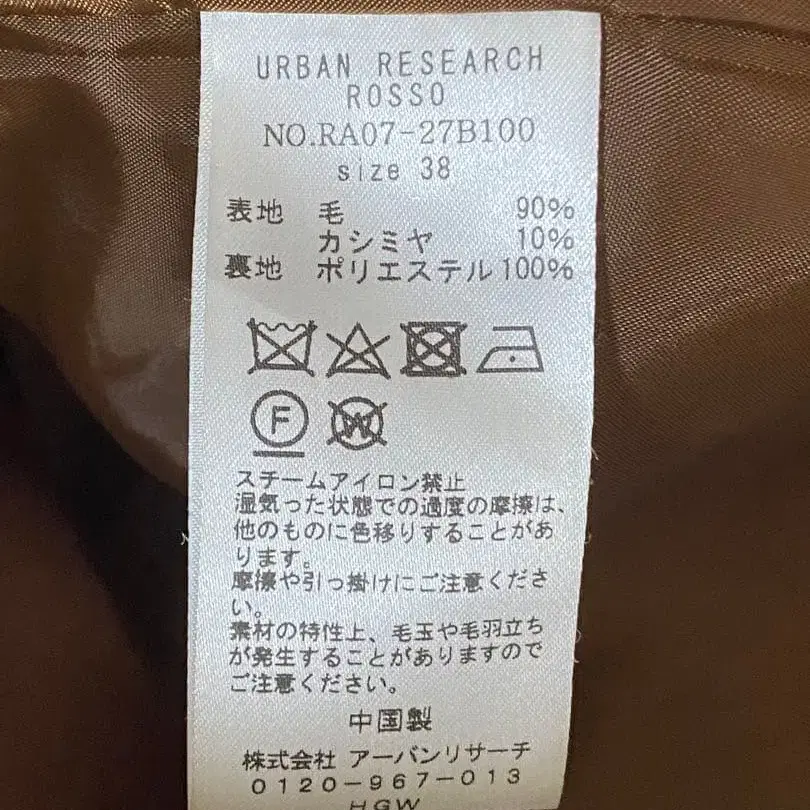 URBAN RESEARCH
ROSSO
NO.RA07-27B100
size 38
表地 毛 90%
カシミヤ 10%
裏地 ポリエステル 100%
F
W
スチームアイロン禁止
湿気った状態での過度の摩擦は、
他のものに色移りすることがあ
ります。
摩擦や引っ掛けにご注意くださ
い。
素材の特性上、毛玉や毛羽立ち
が発生することがありますので
ご注意ください。
中国製
株式会社 アーバンリサーチ
0120-967-013
HGW